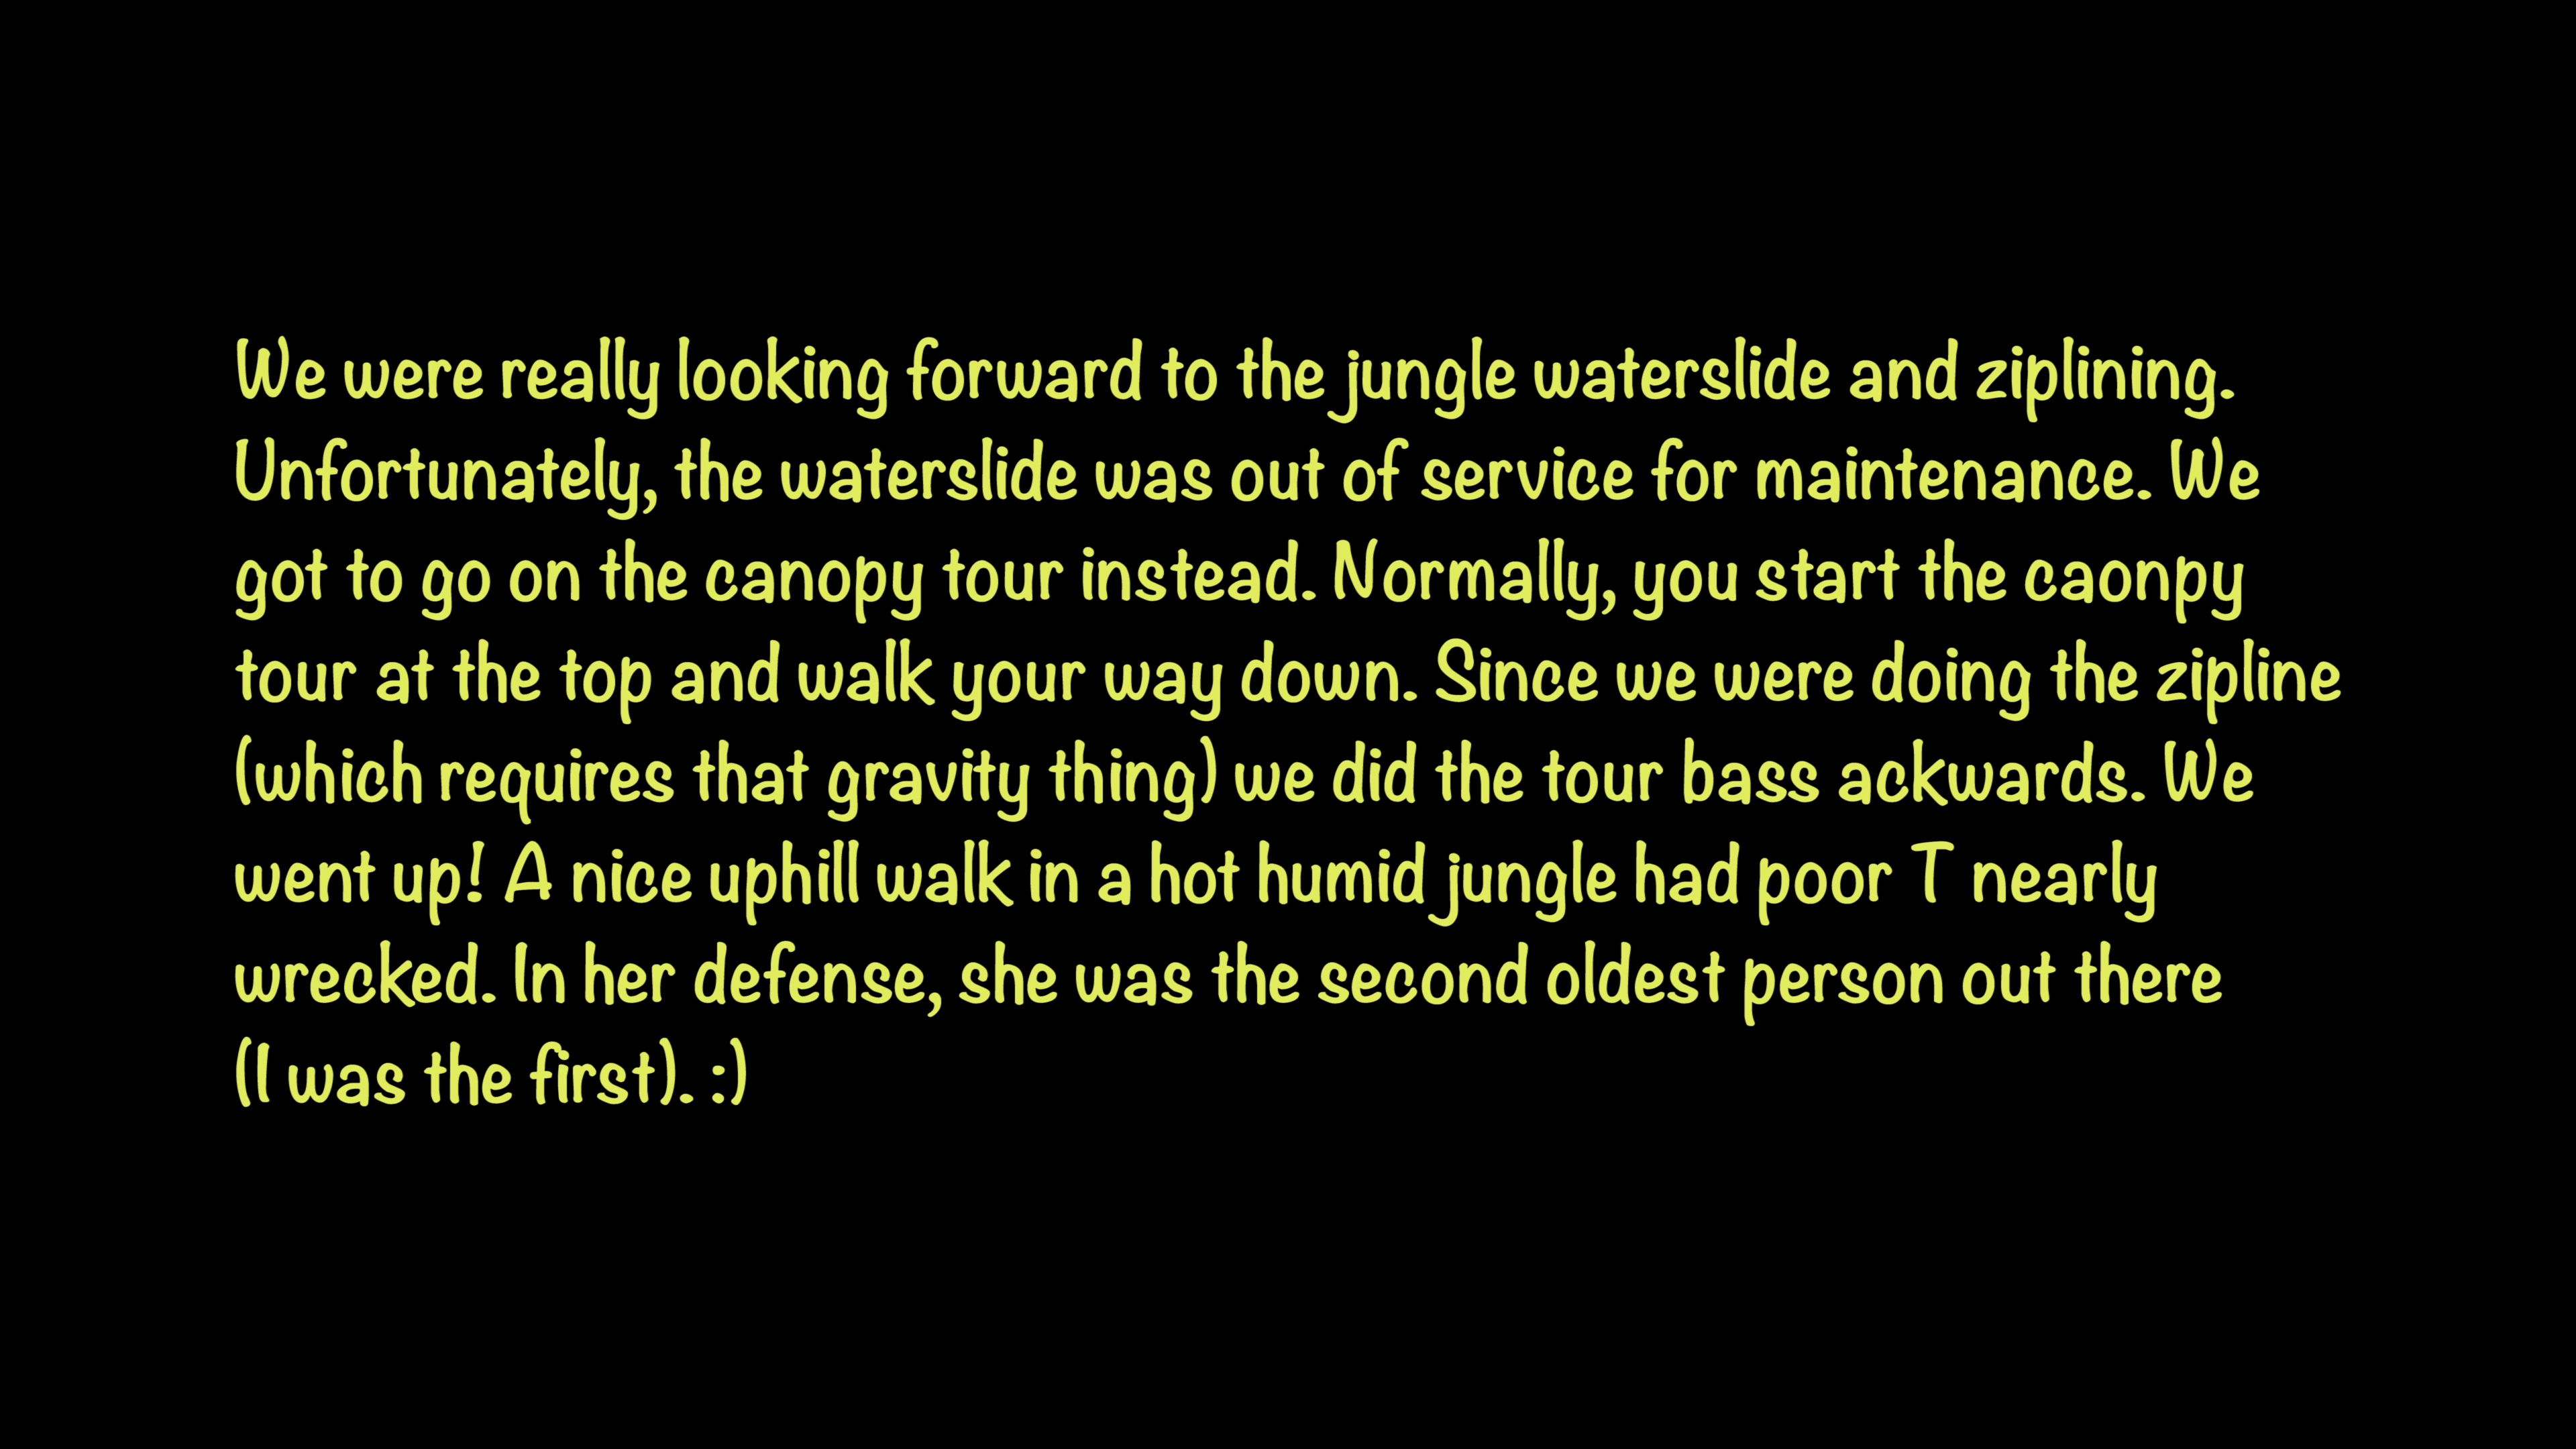 We were really looking forward to the jungle waterslide and ziplining.
Unfortunately, the waterslide was out of service for maintenance. We
got to go on the canopy tour instead. Normally, you start the caonpy
tour at the top and walk your way down. Since we were doing the zipline
(which requires that gravity thing) we did the tour bass ackwards. We
went up! A nice uphill walk in a hot humid jungle had poor T nearly
wrecked. In her defense, she was the second oldest person out there
(I was the first). :)